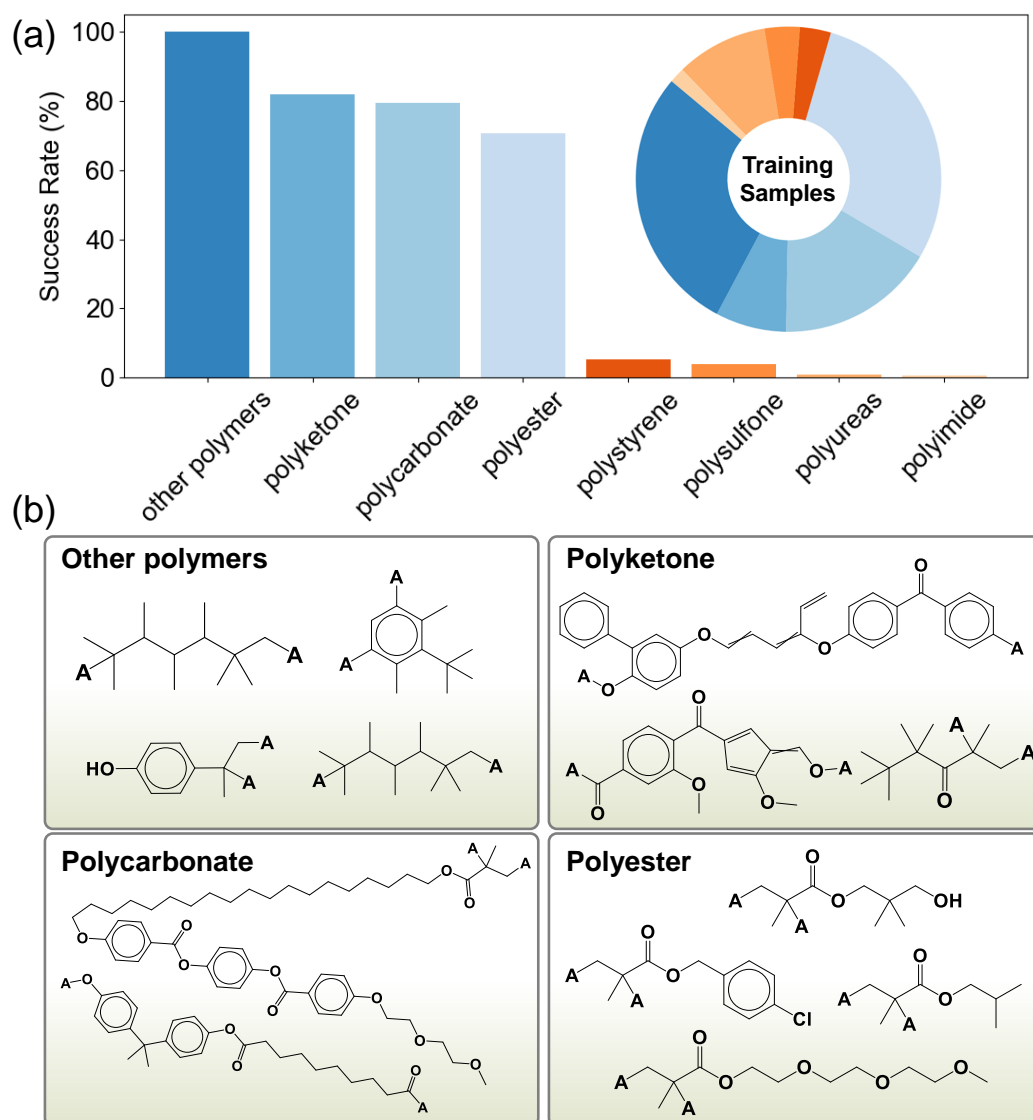 (a)
Success Rate (%)
100
80
60
40
20
0
Training
Samples
other polymers
polyketone
polycarbonate
polyester
polystyrene
polysulfone
polyureas
polyimide
(b)
Other polymers
A
A
A
A
HO
A
A
A
A
Polyketone
O
O
O
A
O
A
O
A
O
O
O
O
A
A
A
O
Polycarbonate
A
A
O
O
O
O
O
O
O
O
O
O
A
O
O
O
O
A
Polyester
O
O
OH
A
A
O
O
A
A
Cl
O
O
A
A
O
O
O
O
O
A
A